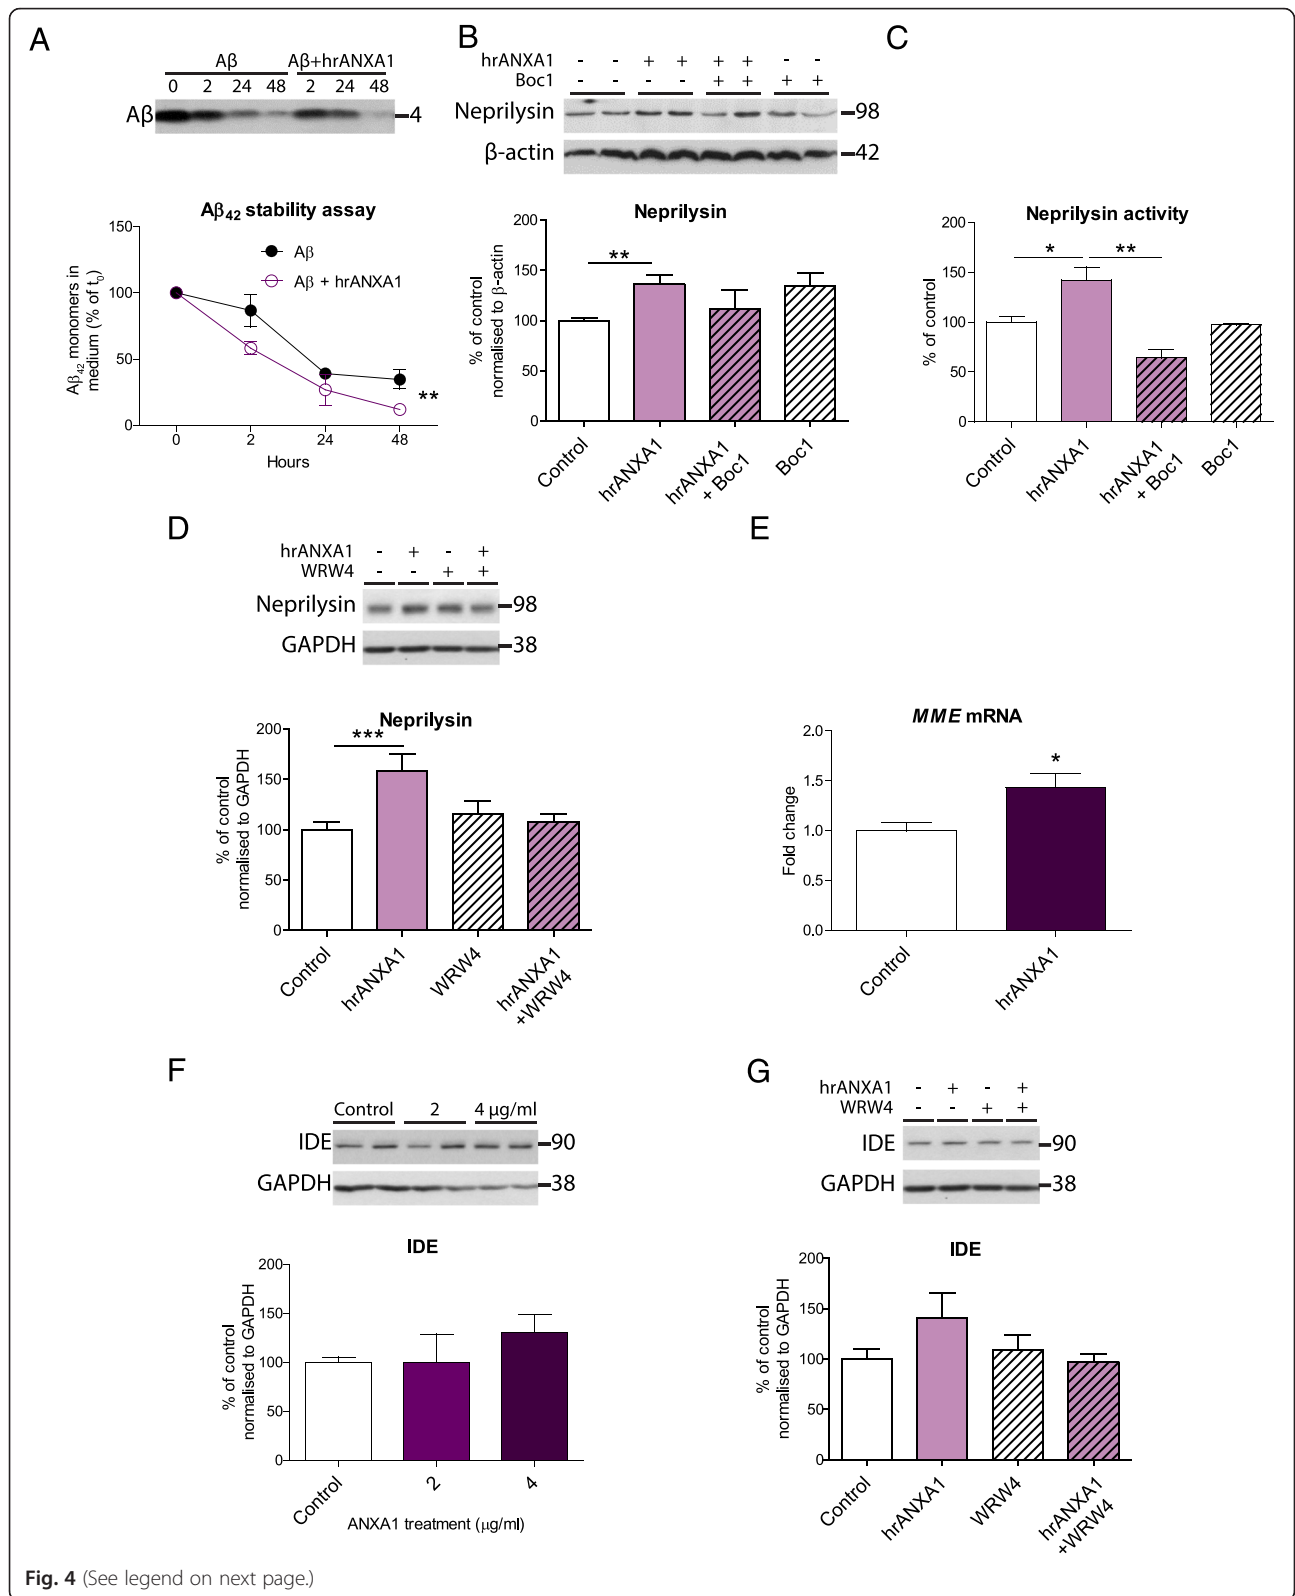 A
Aβ Aβ+hrANXA1
0 2 24 48 2 24 48
Aβ 4
Aβ42 stability assay
Aβ42 monomers in
medium (% of t0)
150
100
50
0
Aβ
Aβ + hrANXA1
**
0 2 24 48
Hours
B
hrANXA1 - - + + + + - -
Boc1 - - - - + + + +
Neprilysin 98
β-actin 42
Neprilysin
% of control
normalised to β-actin
200
150
100
50
0
**
Control
hrANXA1
hrANXA1
+ Boc1
Boc1
C
Neprilysin activity
% of control
200
150
100
50
0
* **
Control
hrANXA1
hrANXA1
+ Boc1
Boc1
D
hrANXA1 - + - +
WRW4 - - + +
Neprilysin 98
GAPDH 38
Neprilysin
% of control
normalised to GAPDH
200
150
100
50
0
***
Control
hrANXA1
WRW4
hrANXA1
+WRW4
E
MME mRNA
Fold change
2.0
1.5
1.0
0.5
0.0
*
Control
hrANXA1
F
Control 2 4 µg/ml
IDE 90
GAPDH 38
IDE
% of control
normalised to GAPDH
200
150
100
50
0
Control
2
4
ANXA1 treatment (µg/ml)
G
hrANXA1 - + - +
WRW4 - - + +
IDE 90
GAPDH 38
IDE
% of control
normalised to GAPDH
200
150
100
50
0
Control
hrANXA1
WRW4
hrANXA1
+WRW4
Fig. 4 (See legend on next page.)